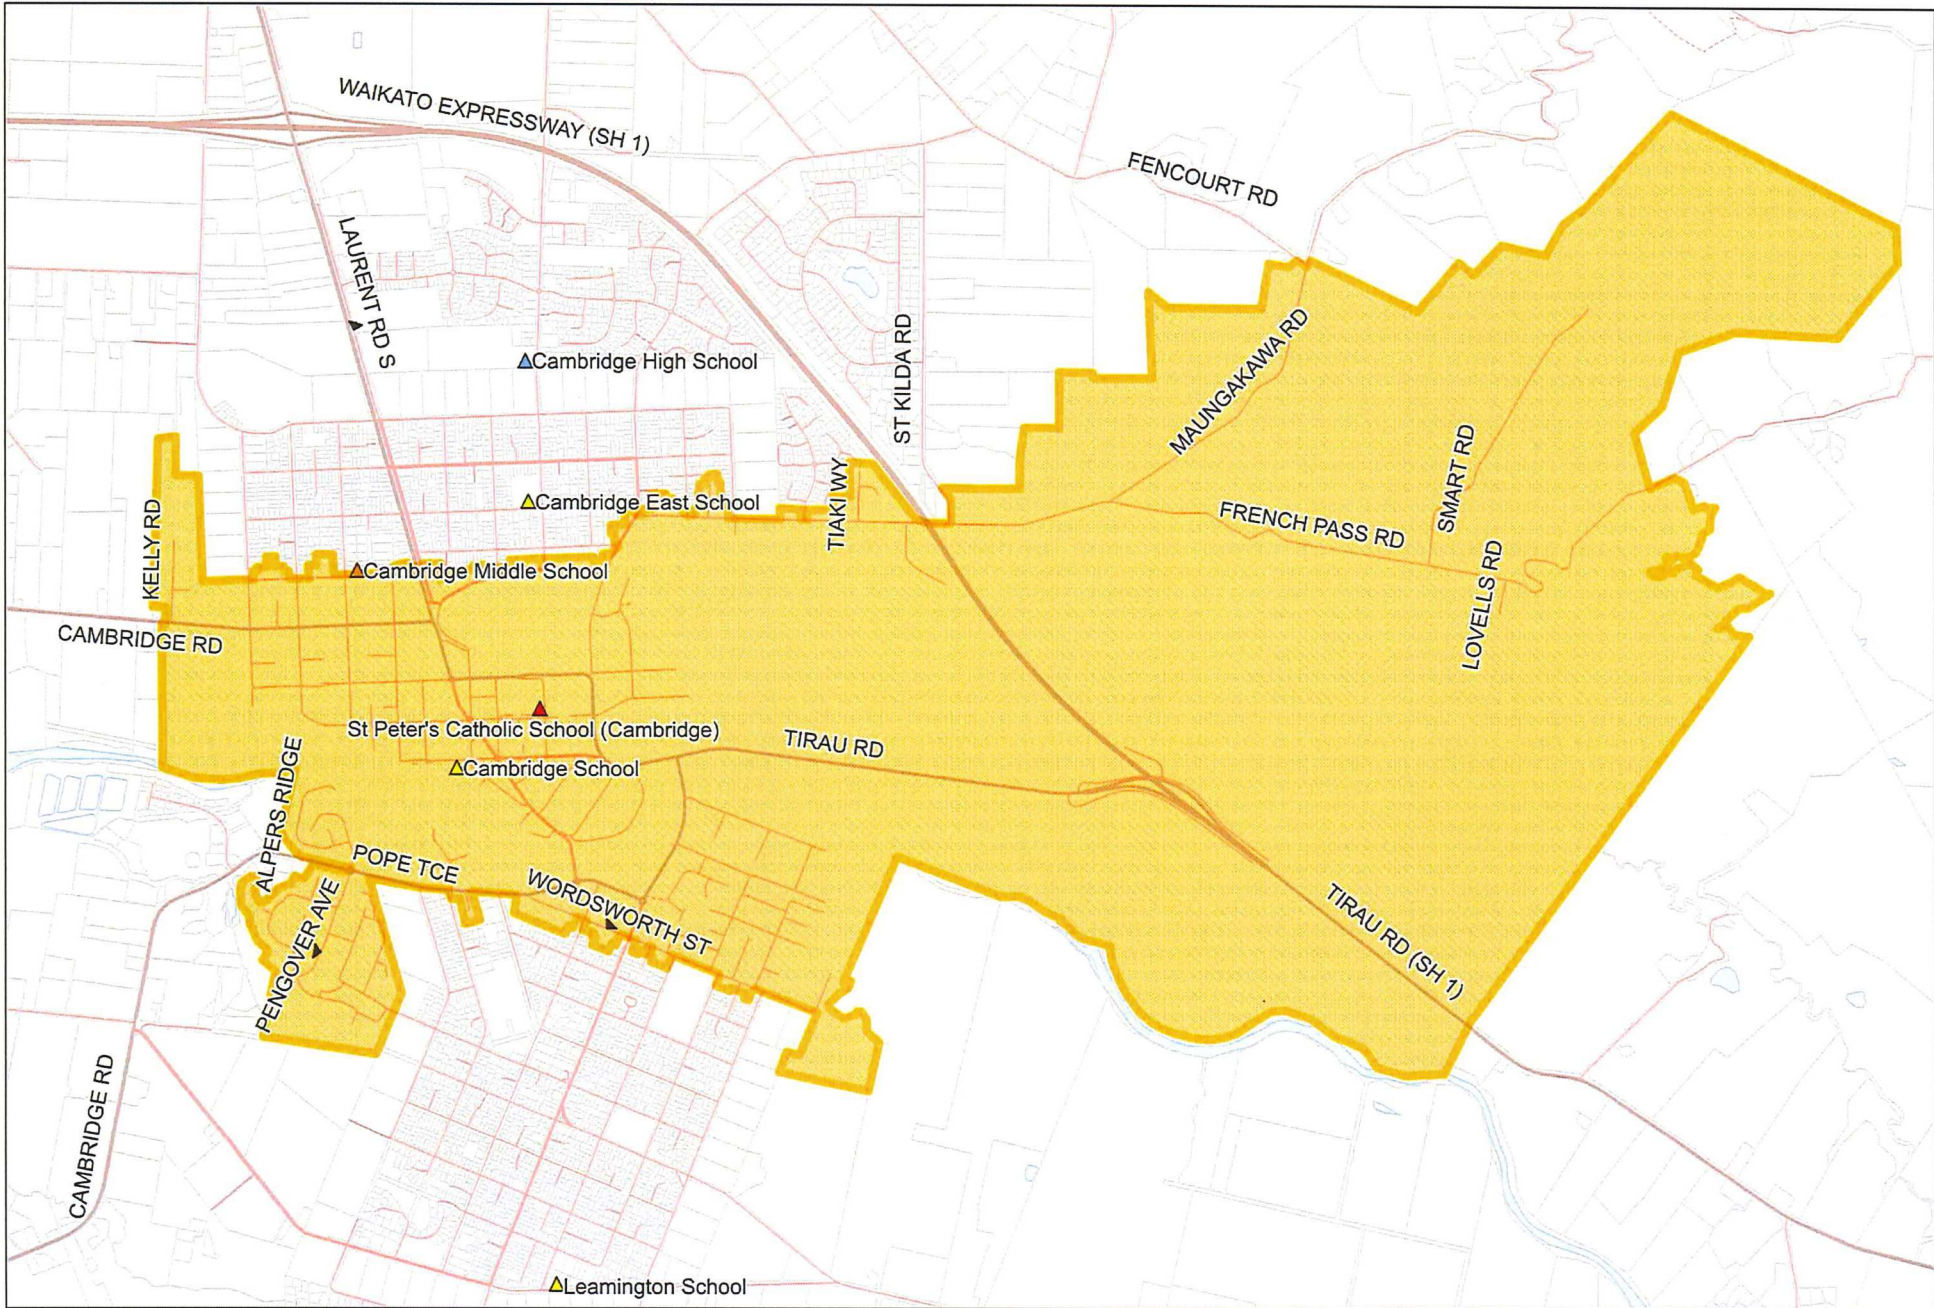 WAIKATO EXPRESSWAY (SH 1)
FENCOURT RD
LAURENT RD S
ST KILDA RD
MAUNGAKAWA RD
Cambridge High School
SMART RD
KELLY RD
Cambridge East School
TIAKI WY
FRENCH PASS RD
LOVELLS RD
Cambridge Middle School
CAMBRIDGE RD
St Peter's Catholic School (Cambridge)
TIRAU RD
Cambridge School
ALPERS RIDGE
POPE TCE
WORDSWORTH ST
PENGOVER AVE
TIRAU RD (SH 1)
CAMBRIDGE RD
Leamington School